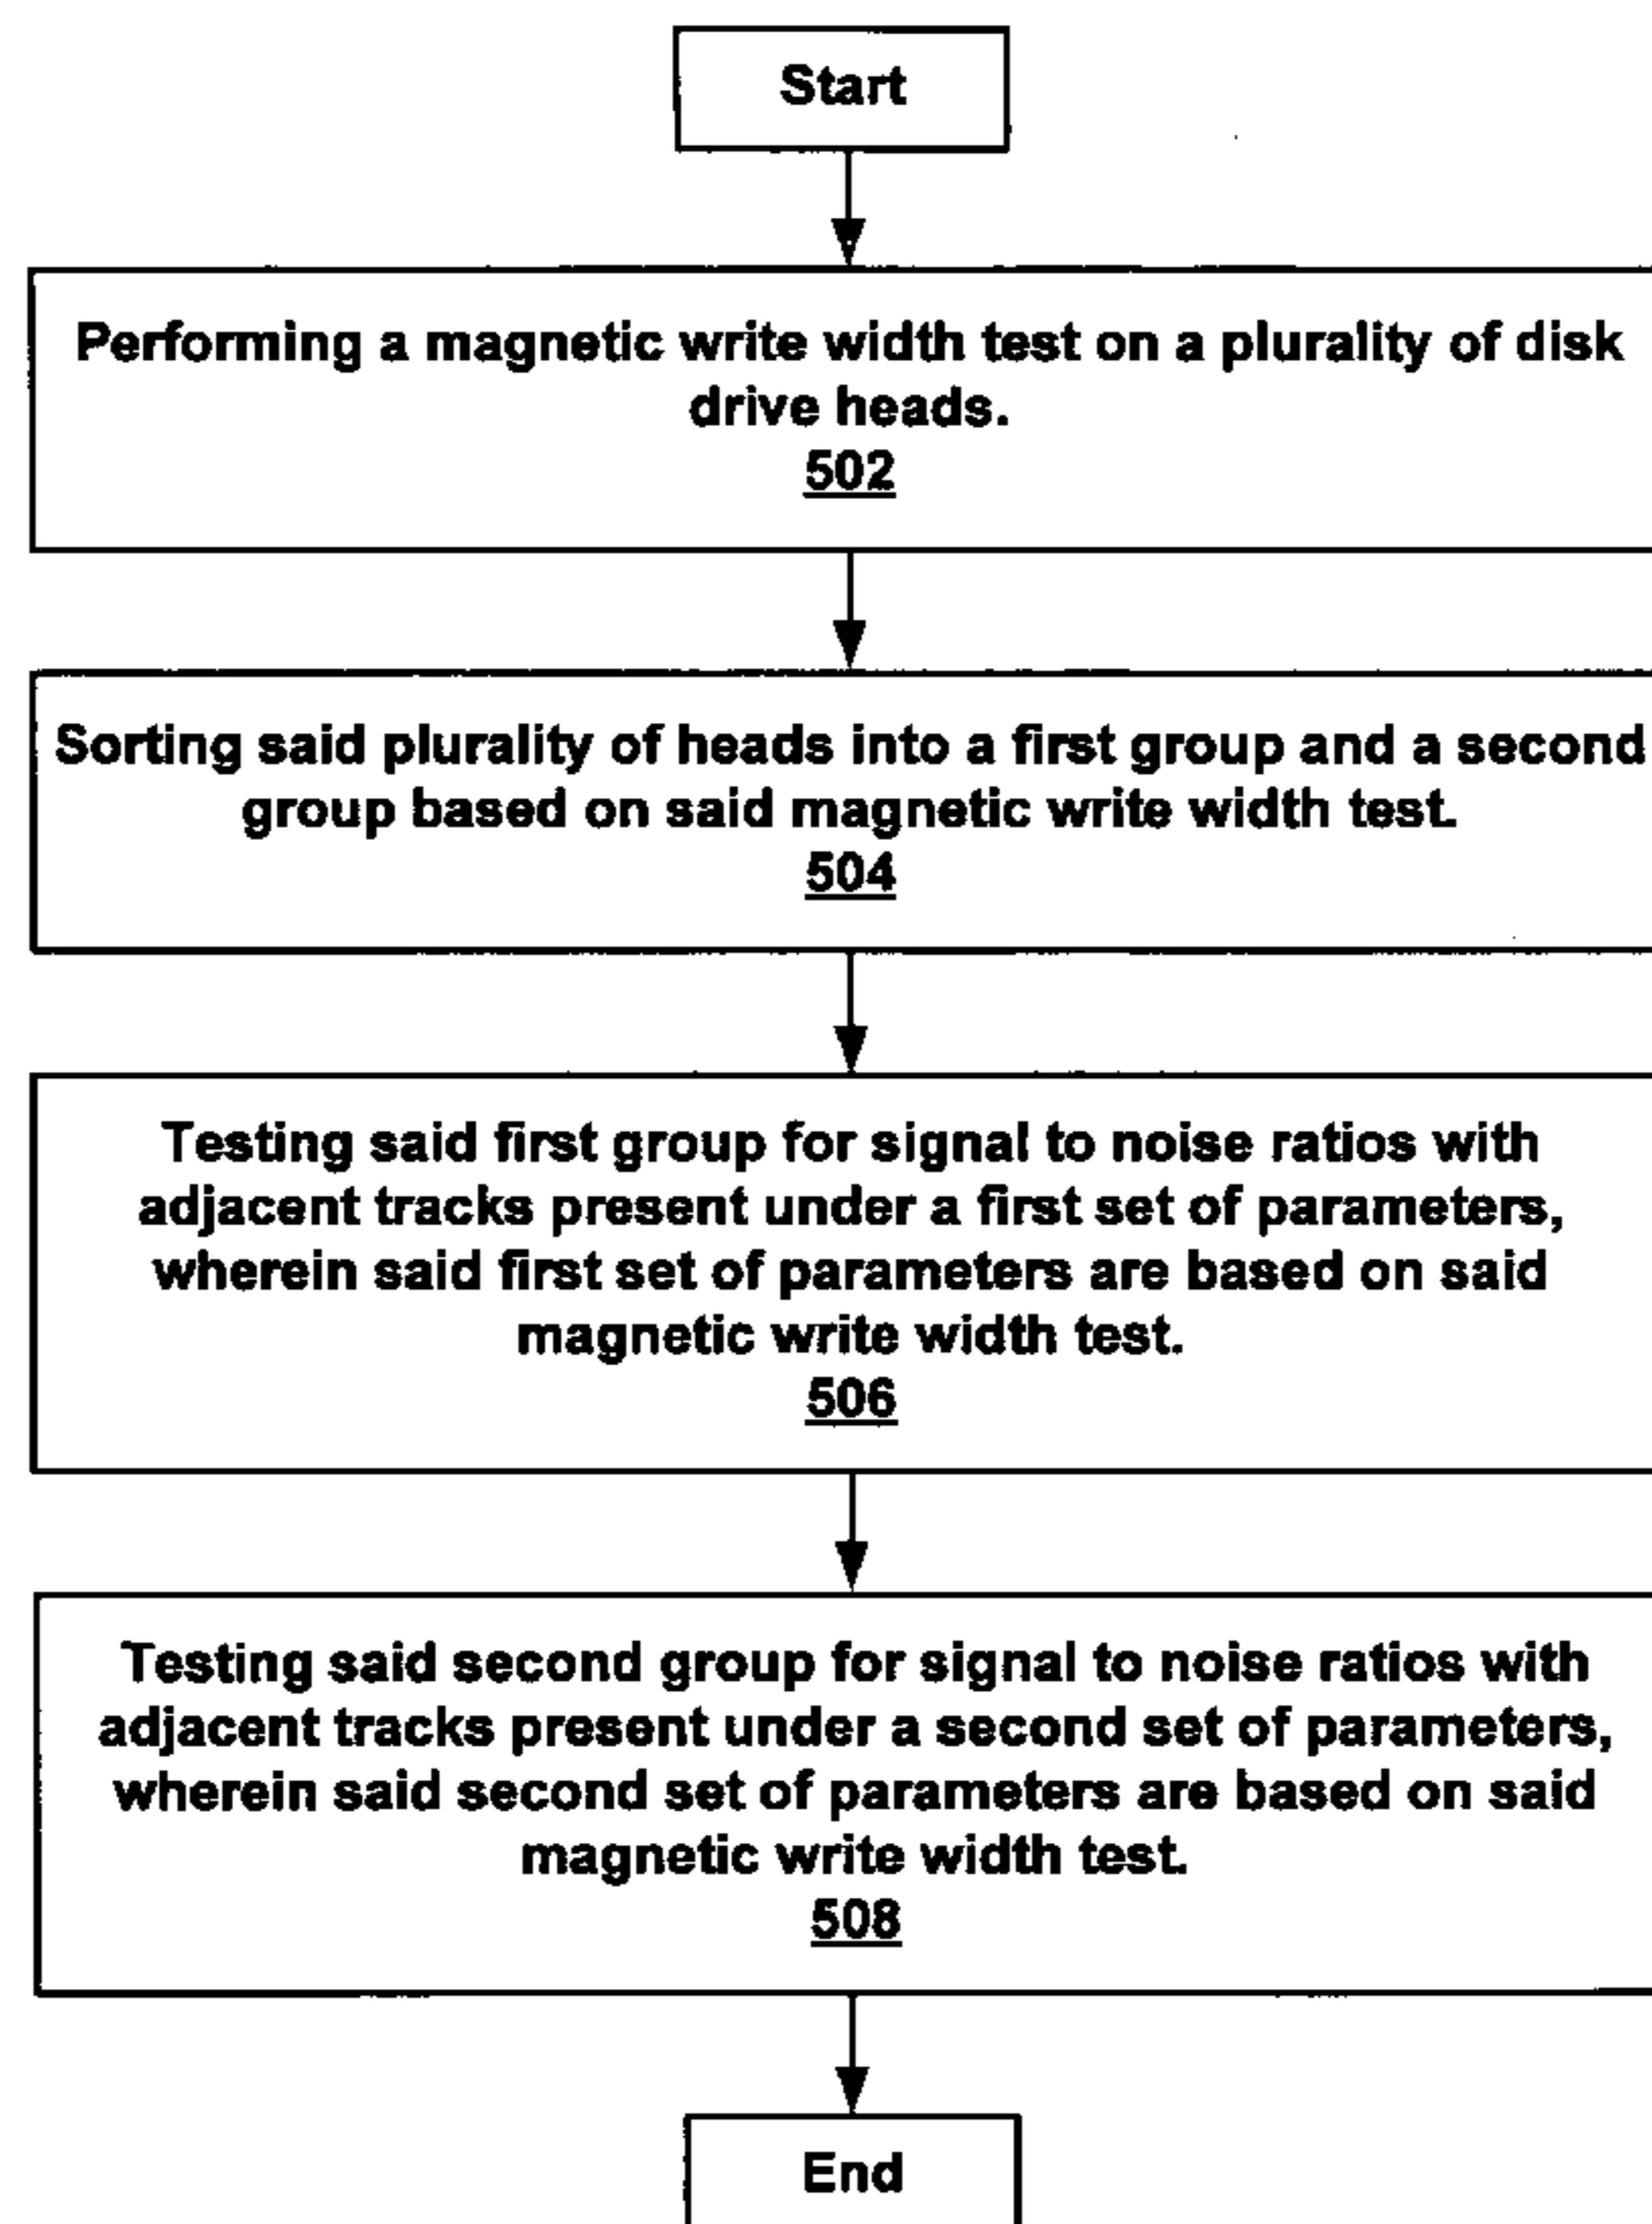 Start
Performing a magnetic write width test on a plurality of disk
drive heads.
502
Sorting said plurality of heads into a first group and a second
group based on said magnetic write width test.
504
Testing said first group for signal to noise ratios with
adjacent tracks present under a first set of parameters,
wherein said first set of parameters are based on said
magnetic write width test.
506
Testing said second group for signal to noise ratios with
adjacent tracks present under a second set of parameters,
wherein said second set of parameters are based on said
magnetic write width test.
508
End